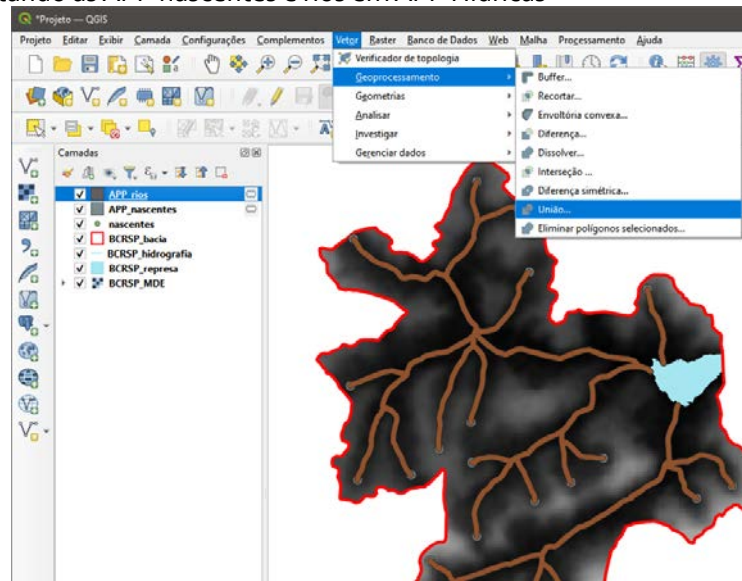 *Projeto — QGIS
Projeto Editar Exibir Camada Configurações Complementos Vetor Raster Banco de Dados Web Malha Processamento Ajuda
Verificador de topologia
Geoprocessamento
Geometrias
Analisar
Investigar
Gerenciar dados
Buffer...
Recortar...
Envoltória convexa...
Diferença...
Dissolver...
Interseção ...
Diferença simétrica...
União...
Eliminar polígonos selecionados...
Camadas
APP_rios
APP_nascentes
nascentes
BCRSP_bacia
BCRSP_hidrografia
BCRSP_represa
BCRSP_MDE